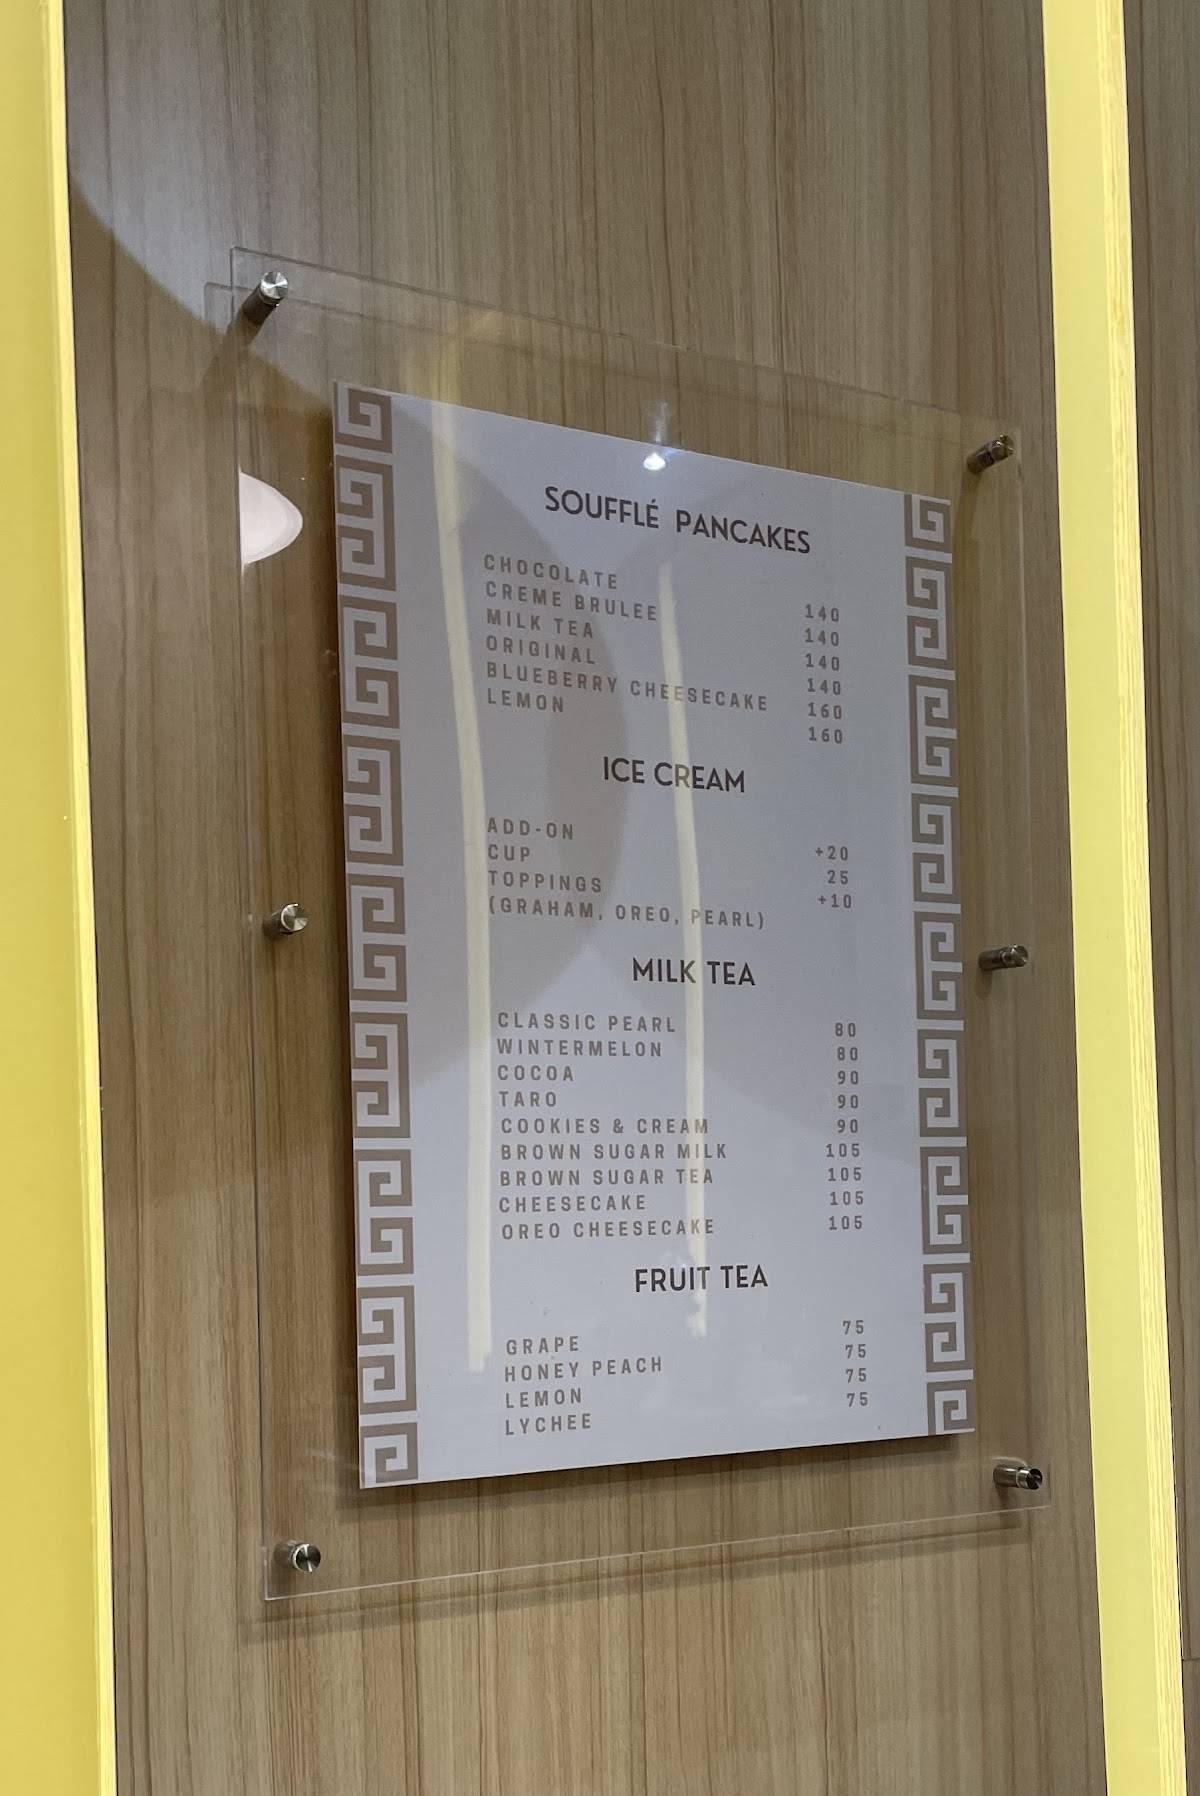 SOUFFLÉ PANCAKES
CHOCOLATE 140
CREME BRULEE 140
MILK TEA 140
ORIGINAL 140
BLUEBERRY CHEESECAKE 160
LEMON 160
ICE CREAM
ADD-ON +20
CUP 25
TOPPINGS +10
(GRAHAM, OREO, PEARL)
MILK TEA
CLASSIC PEARL 80
WINTERMELON 80
COCOA 90
TARO 90
COOKIES & CREAM 90
BROWN SUGAR MILK 105
BROWN SUGAR TEA 105
CHEESECAKE 105
OREO CHEESECAKE 105
FRUIT TEA
GRAPE 75
HONEY PEACH 75
LEMON 75
LYCHEE 75